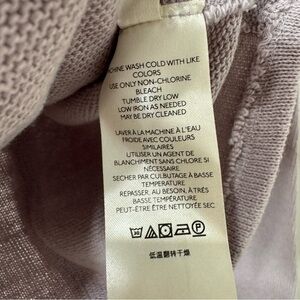 CHINE WASH COLD WITH LIKE
COLORS
USE ONLY NON-CHLORINE
BLEACH
TUMBLE DRY LOW
LOW IRON AS NEEDED
MAY BE DRY CLEANED
LAVER À LA MACHINE À L'EAU
FROIDE AVEC COULEURS
SIMILAIRES
UTILISER UN AGENT DE
BLANCHIMENT SANS CHLORE SI
NÉCESSAIRE
SECHER PAR CULBUTAGE À BASSE
TEMPERATURE
REPASSER, AU BESOIN, À TRÈS
BASSE TEMPÉRATURE
PEUT-ÊTRE ÊTRE NETTOYÉ SEC
低温翻转干燥